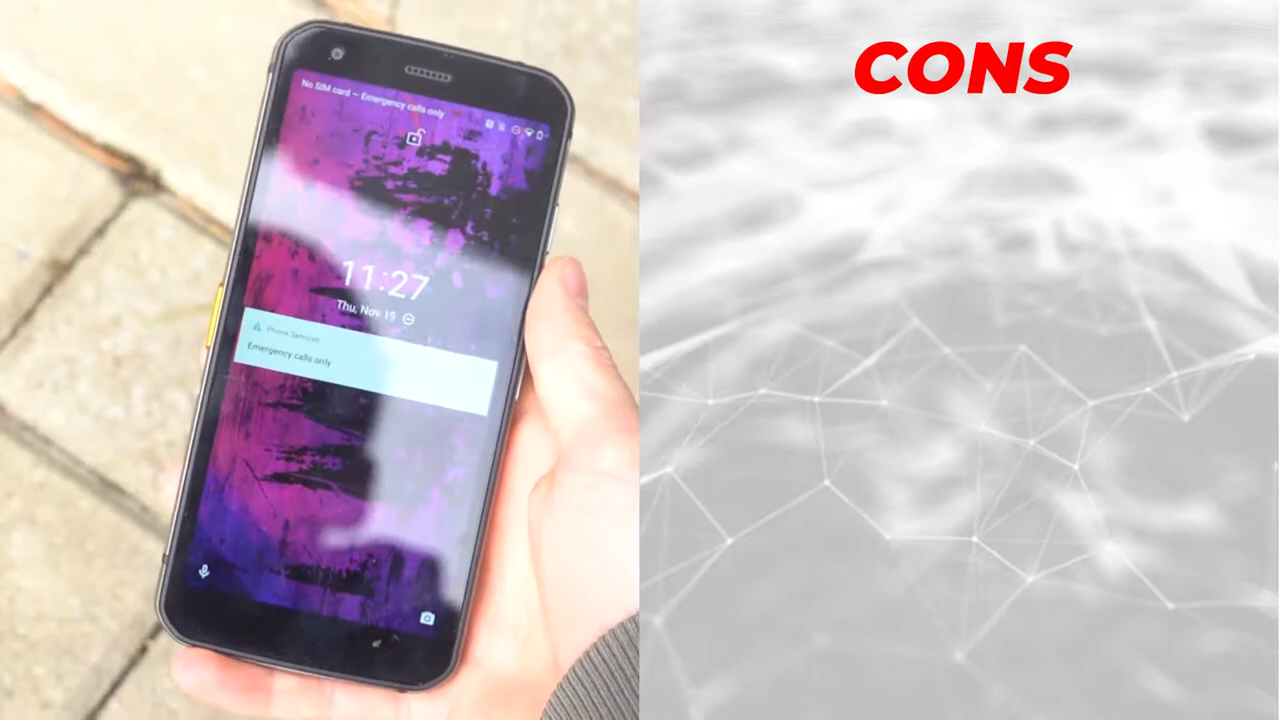 No SIM card — Emergency calls only
11:27
Thu, Nov 19
Phone Services
Emergency calls only
CONS